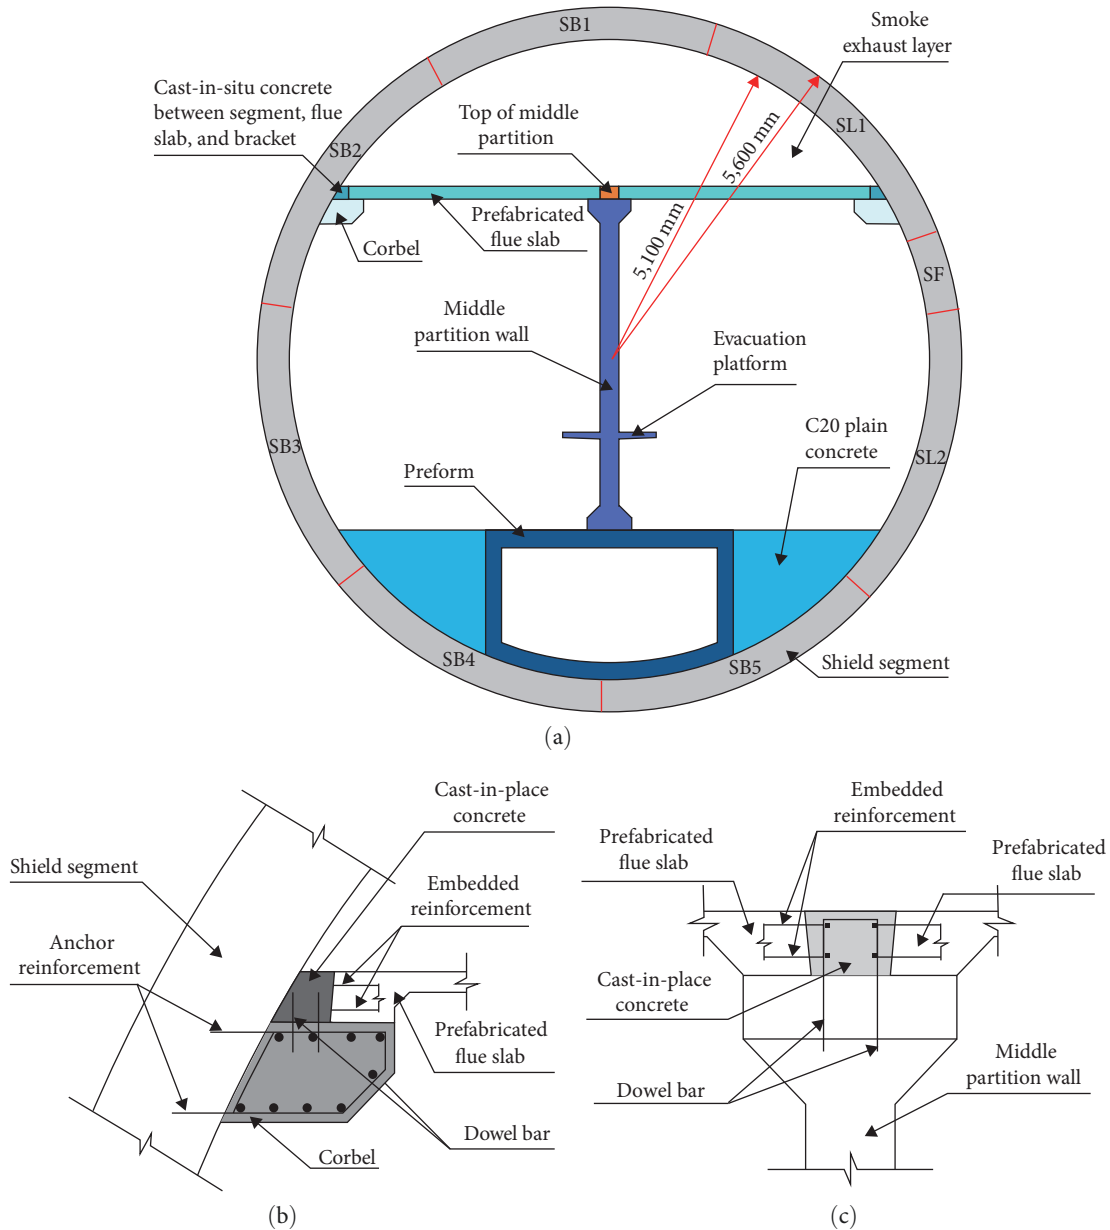 SB1
Smoke
exhaust layer
Cast-in-situ concrete
between segment, flue
slab, and bracket
Top of middle
partition
SL1
SB2
5,600 mm
5,100 mm
Prefabricated
flue slab
Corbel
SF
Middle
partition wall
Evacuation
platform
C20 plain
concrete
SB3
SL2
Preform
SB4
SB5
Shield segment
(a)
Cast-in-place
concrete
Shield segment
Embedded
reinforcement
Anchor
reinforcement
Prefabricated
flue slab
Dowel bar
Corbel
(b)
Embedded
reinforcement
Prefabricated
flue slab
Prefabricated
flue slab
Cast-in-place
concrete
Dowel bar
Middle
partition wall
(c)